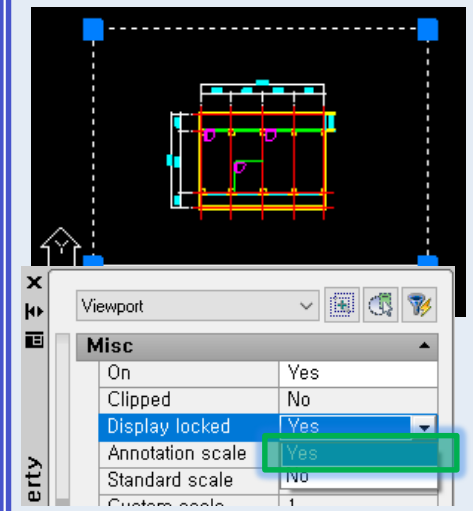 Y
Viewport
Misc
On Yes
Clipped No
Display locked Yes
Annotation scale Yes
Standard scale No
Custom scale 1
erty